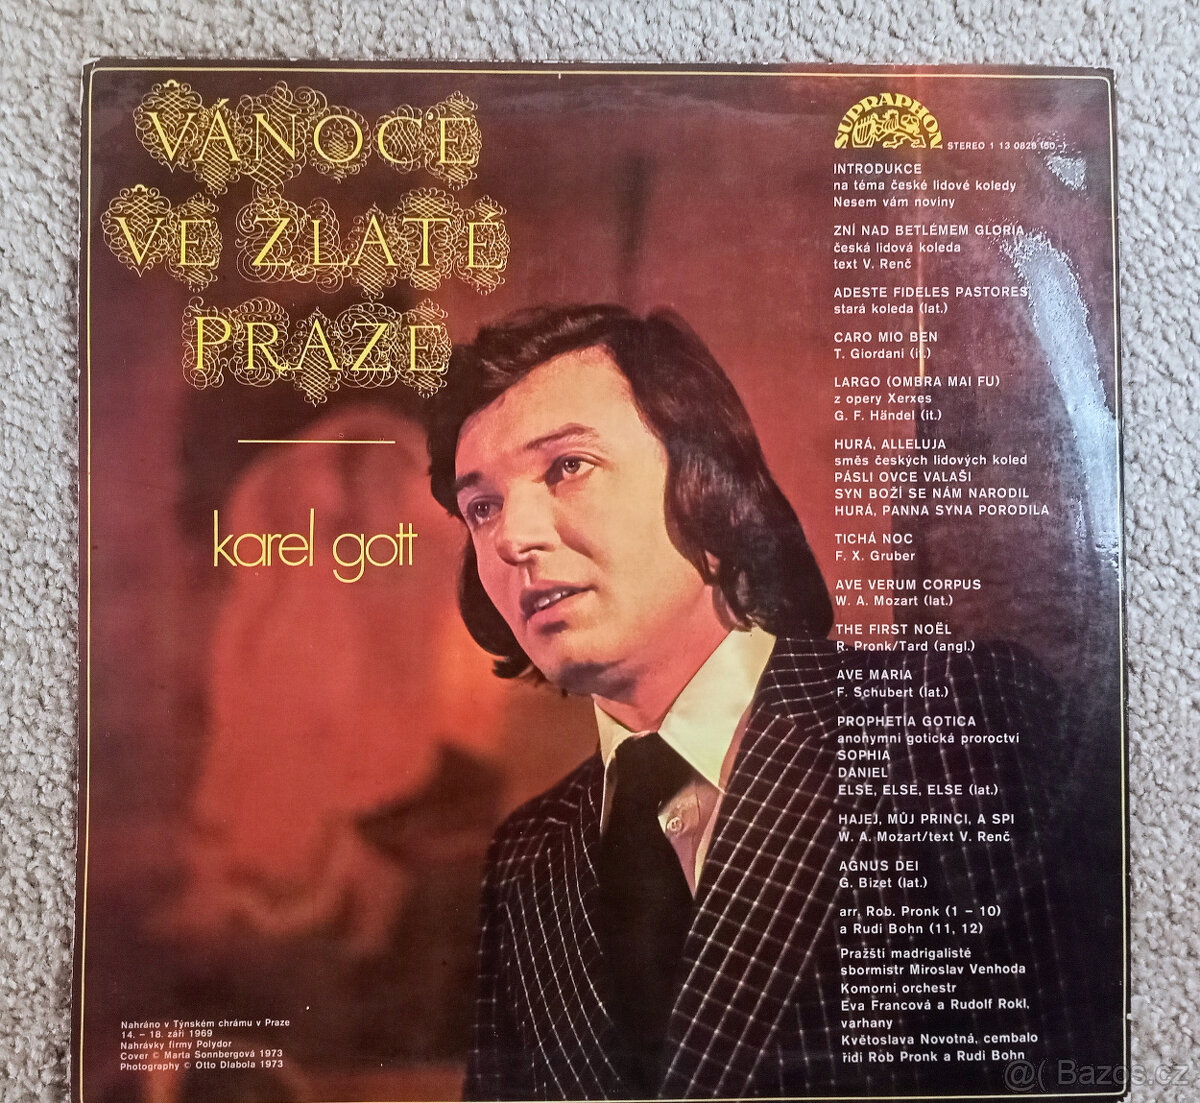 VÁNOCE
VE ZLATÉ
PRAZE
karel gott
SUPRAPHON
STEREO 1 13 0828 (50,-)
INTRODUKCE
na téma české lidové koledy
Nesem vám noviny
ZNÍ NAD BETLÉMEM GLORIA
česká lidová koleda
text V. Renč
ADESTE FIDELES PASTORES
stará koleda (lat.)
CARO MIO BEN
T. Giordani (it.)
LARGO (OMBRA MAI FU)
z opery Xerxes
G. F. Händel (it.)
HURÁ, ALLELUJA
směs českých lidových koled
PÁSLI OVCE VALAŠI
SYN BOŽÍ SE NÁM NARODIL
HURÁ, PANNA SYNA PORODILA
TICHÁ NOC
F. X. Gruber
AVE VERUM CORPUS
W. A. Mozart (lat.)
THE FIRST NOËL
R. Pronk/Tard (angl.)
AVE MARIA
F. Schubert (lat.)
PROPHETIA GOTICA
anonymní gotická proroctví
SOPHIA
DANIEL
ELSE, ELSE, ELSE (lat.)
HAJEJ, MŮJ PRINCI, A SPI
W. A. Mozart/text V. Renč
AGNUS DEI
G. Bizet (lat.)
arr. Rob. Pronk (1 – 10)
a Rudi Bohn (11, 12)
Pražští madrigalisté
sbormistr Miroslav Venhoda
Komorní orchestr
Eva Francová a Rudolf Rokl,
varhany
Květoslava Novotná, cembalo
řídí Rob Pronk a Rudi Bohn
Nahráno v Týnském chrámu v Praze
14. – 18. září 1969
Nahrávky firmy Polydor
Cover © Marta Sonnbergová 1973
Photography © Otto Dlabola 1973
@( Bazos.cz